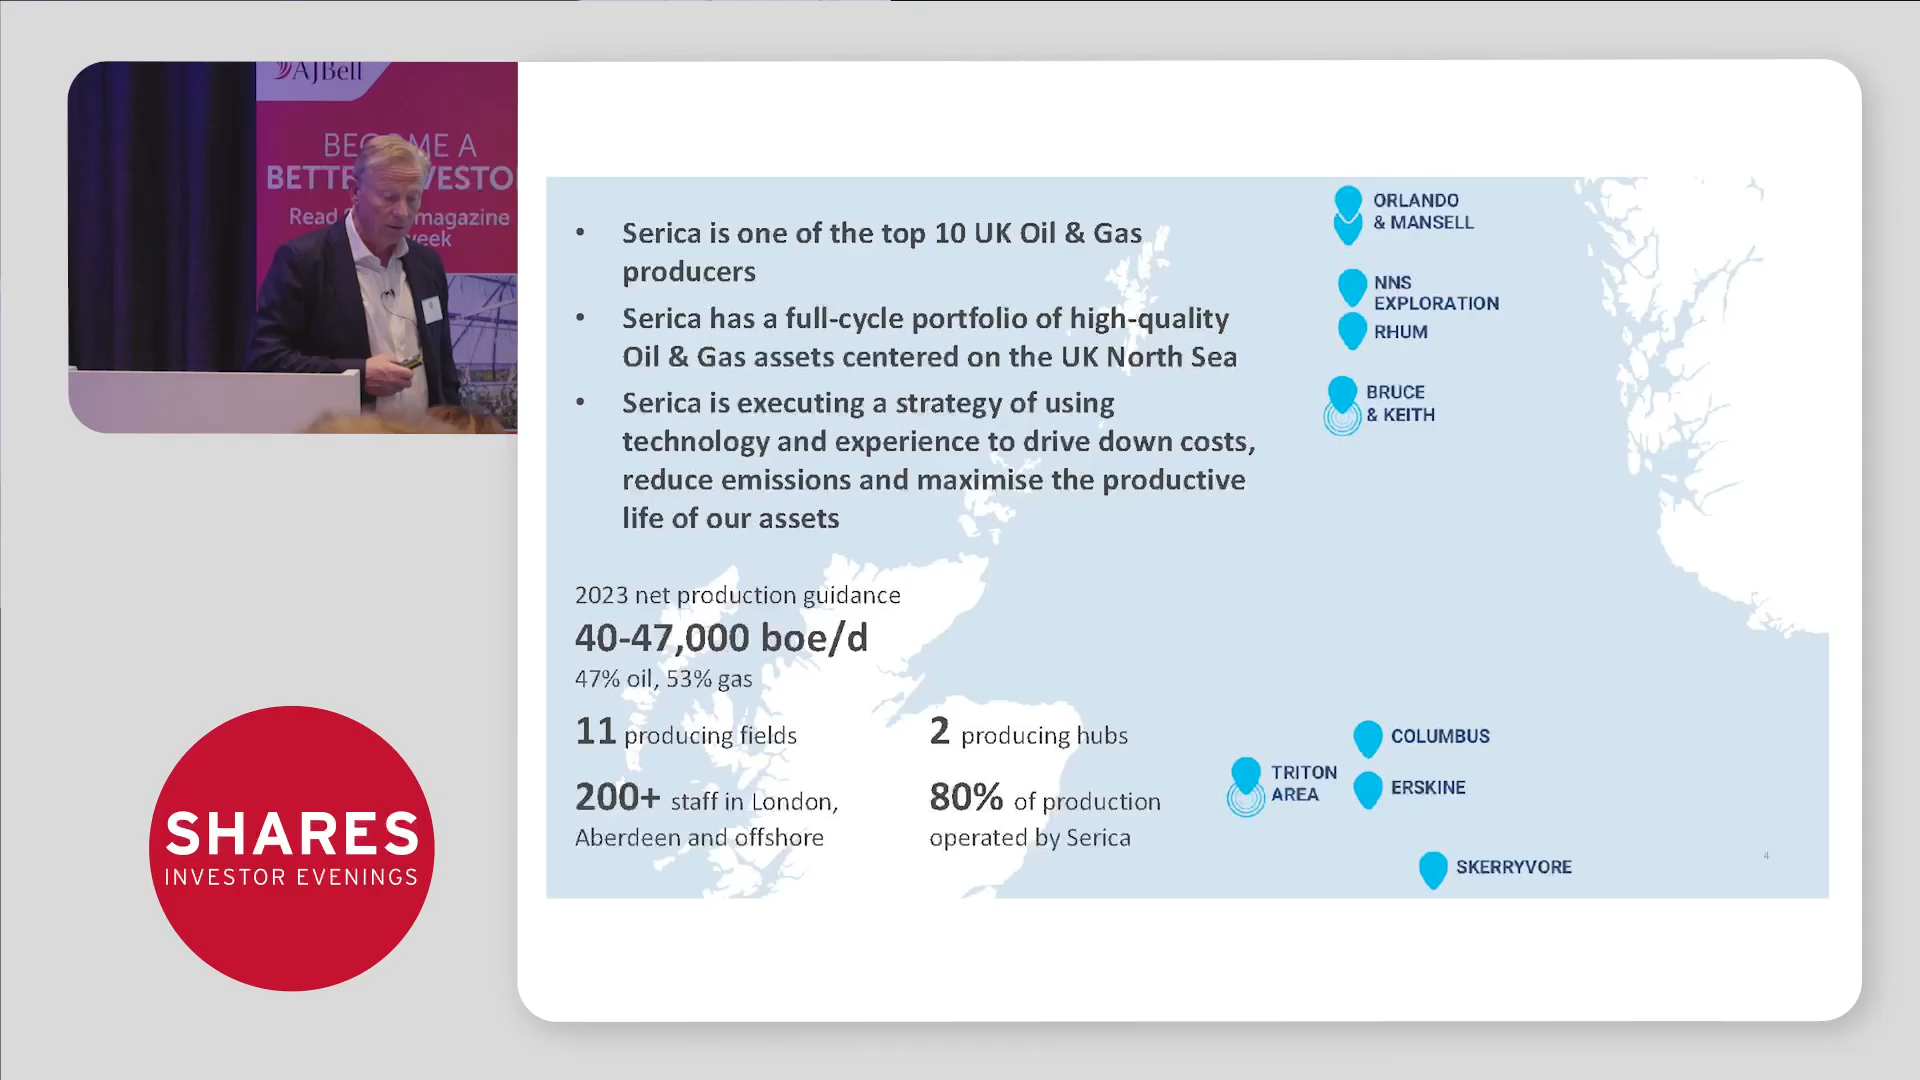 AJBell
BECOME A
BETTER INVESTO
Read magazine
week
SHARES
INVESTOR EVENINGS
• Serica is one of the top 10 UK Oil & Gas
producers
• Serica has a full-cycle portfolio of high-quality
Oil & Gas assets centered on the UK North Sea
• Serica is executing a strategy of using
technology and experience to drive down costs,
reduce emissions and maximise the productive
life of our assets
2023 net production guidance
40-47,000 boe/d
47% oil, 53% gas
11 producing fields
2 producing hubs
200+ staff in London,
Aberdeen and offshore
80% of production
operated by Serica
ORLANDO
& MANSELL
NNS
EXPLORATION
RHUM
BRUCE
& KEITH
COLUMBUS
TRITON
AREA
ERSKINE
SKERRYVORE
4